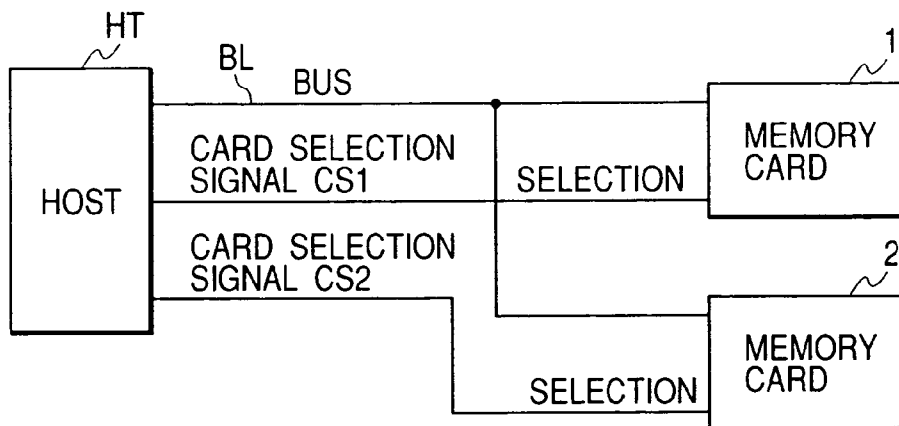 HT
BL
BUS
1
CARD SELECTION
SIGNAL CS1
SELECTION
MEMORY
CARD
HOST
CARD SELECTION
SIGNAL CS2
2
MEMORY
CARD
SELECTION